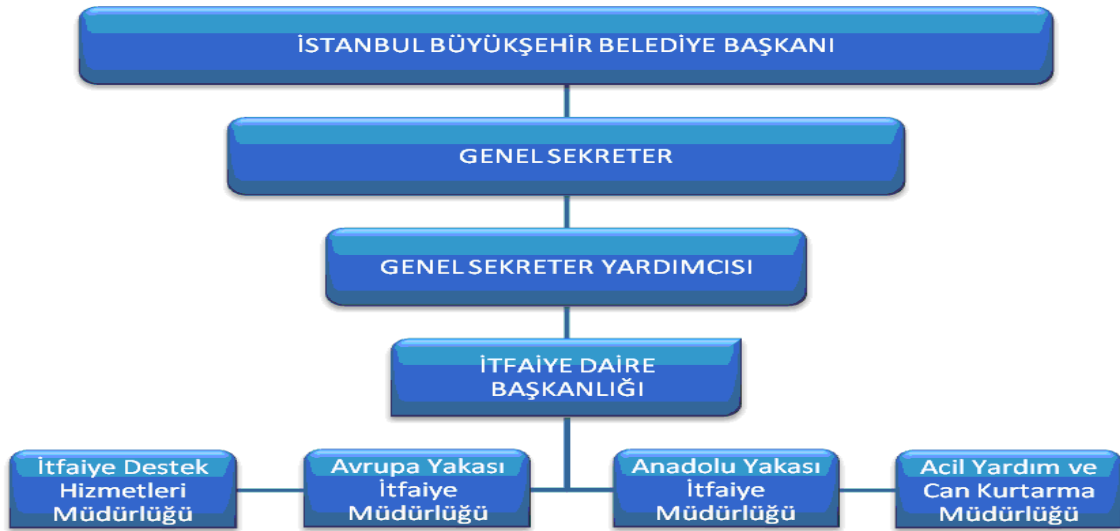 İSTANBUL BÜYÜKŞEHİR BELEDİYE BAŞKANI
GENEL SEKRETER
GENEL SEKRETER YARDIMCISI
İTFAİYE DAİRE
BAŞKANLIĞI
İtfaiye Destek
Hizmetleri
Müdürlüğü
Avrupa Yakası
İtfaiye
Müdürlüğü
Anadolu Yakası
İtfaiye
Müdürlüğü
Acil Yardım ve
Can Kurtarma
Müdürlüğü